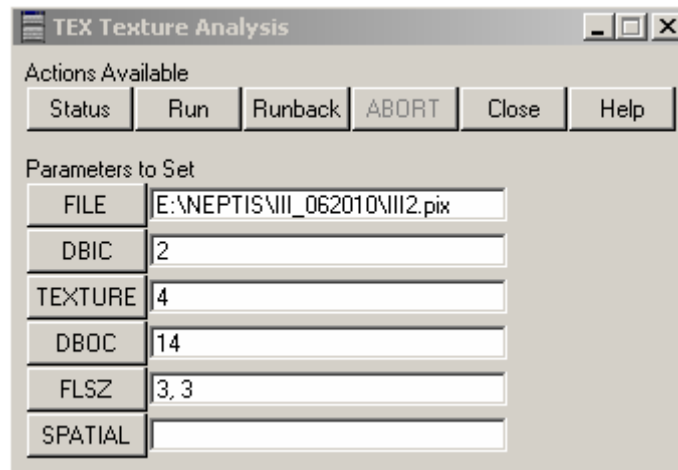 TEX Texture Analysis
Actions Available
Status Run Runback ABORT Close Help
Parameters to Set
FILE E:\NEPTIS\III_062010\III2.pix
DBIC 2
TEXTURE 4
DBOC 14
FLSZ 3, 3
SPATIAL